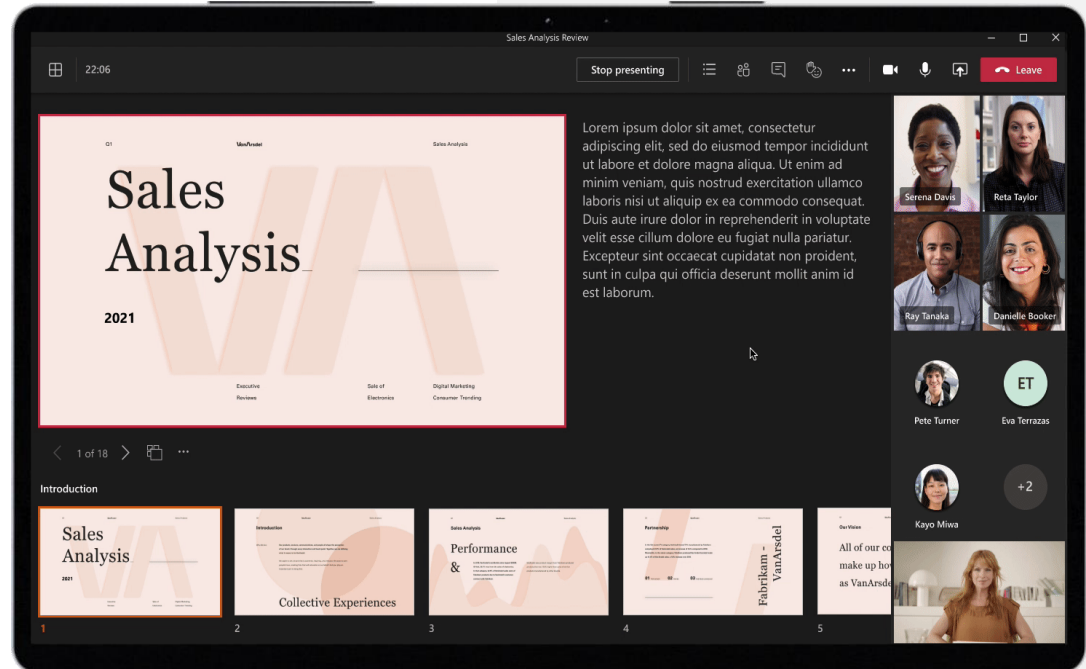 Sales Analysis Review
22:06
Stop presenting
Leave
Q1
VanArsdel
Sales Analysis
Sales
Analysis
2021
Executive
Reviews
Sale of
Electronics
Digital Marketing
Consumer Trending
Lorem ipsum dolor sit amet, consectetur
adipiscing elit, sed do eiusmod tempor incididunt
ut labore et dolore magna aliqua. Ut enim ad
minim veniam, quis nostrud exercitation ullamco
laboris nisi ut aliquip ex ea commodo consequat.
Duis aute irure dolor in reprehenderit in voluptate
velit esse cillum dolore eu fugiat nulla pariatur.
Excepteur sint occaecat cupidatat non proident,
sunt in culpa qui officia deserunt mollit anim id
est laborum.
Serena Davis
Reta Taylor
Ray Tanaka
Danielle Booker
Pete Turner
ET
Eva Terrazas
Kayo Miwa
+2
1 of 18
Introduction
Sales
Analysis
2021
1
Introduction
Collective Experiences
2
Sales Analysis
Performance
&
3
Partnership
01
02
03
Fabrikam -
VanArsdel
4
Our Vision
All of our co
make up how
as VanArsde
5